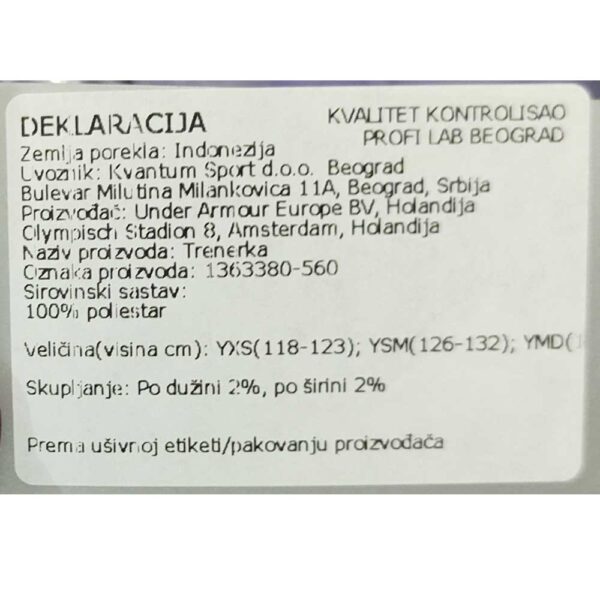 DEKLARACIJA
KVALITET KONTROLISAO
PROFI LAB BEOGRAD
Zemlja porekla: Indonezija
Uvoznik: Kvantum Sport d.o.o. Beograd
Bulevar Milutina Milankovica 11A, Beograd, Srbija
Proizvođač: Under Armour Europe BV, Holandija
Olympisch Stadion 8, Amsterdam, Holandija
Naziv proizvoda: Trenerka
Oznaka proizvoda: 1363380-560
Sirovinski sastav:
100% poliestar
Veličina(visina cm): YXS(118-123); YSM(126-132); YMD(
Skupljanje: Po dužini 2%, po širini 2%
Prema ušivnoj etiketi/pakovanju proizvođača